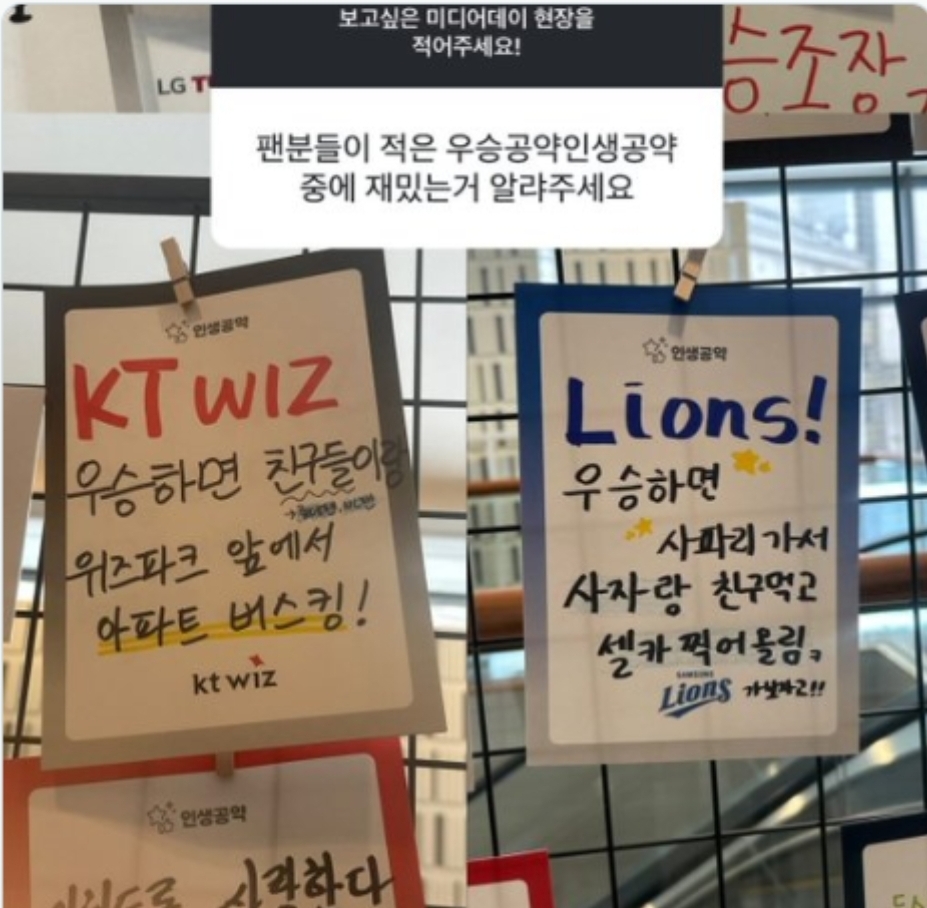 보고싶은 미디어데이 현장을
적어주세요!
팬분들이 적은 우승공약인생공약
중에 재밌는거 알랴주세요
LG
승조장
인생공약
KT wiz
우승하면 친구들이랑
위즈파크 앞에서
아파트 버스킹!
kt wiz
인생공약
Lions!
우승하면
사파리 가서
사자랑 친구먹고
셀카 찍어 올림,
SAMSUNG
Lions 가보자고!!
인생공약